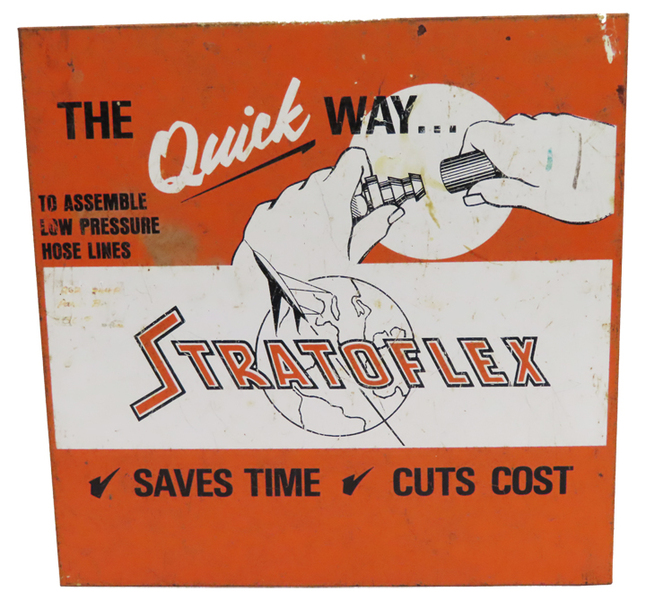 THE Quick WAY...
TO ASSEMBLE
LOW PRESSURE
HOSE LINES
STRATOFLEX
✓ SAVES TIME ✓ CUTS COST